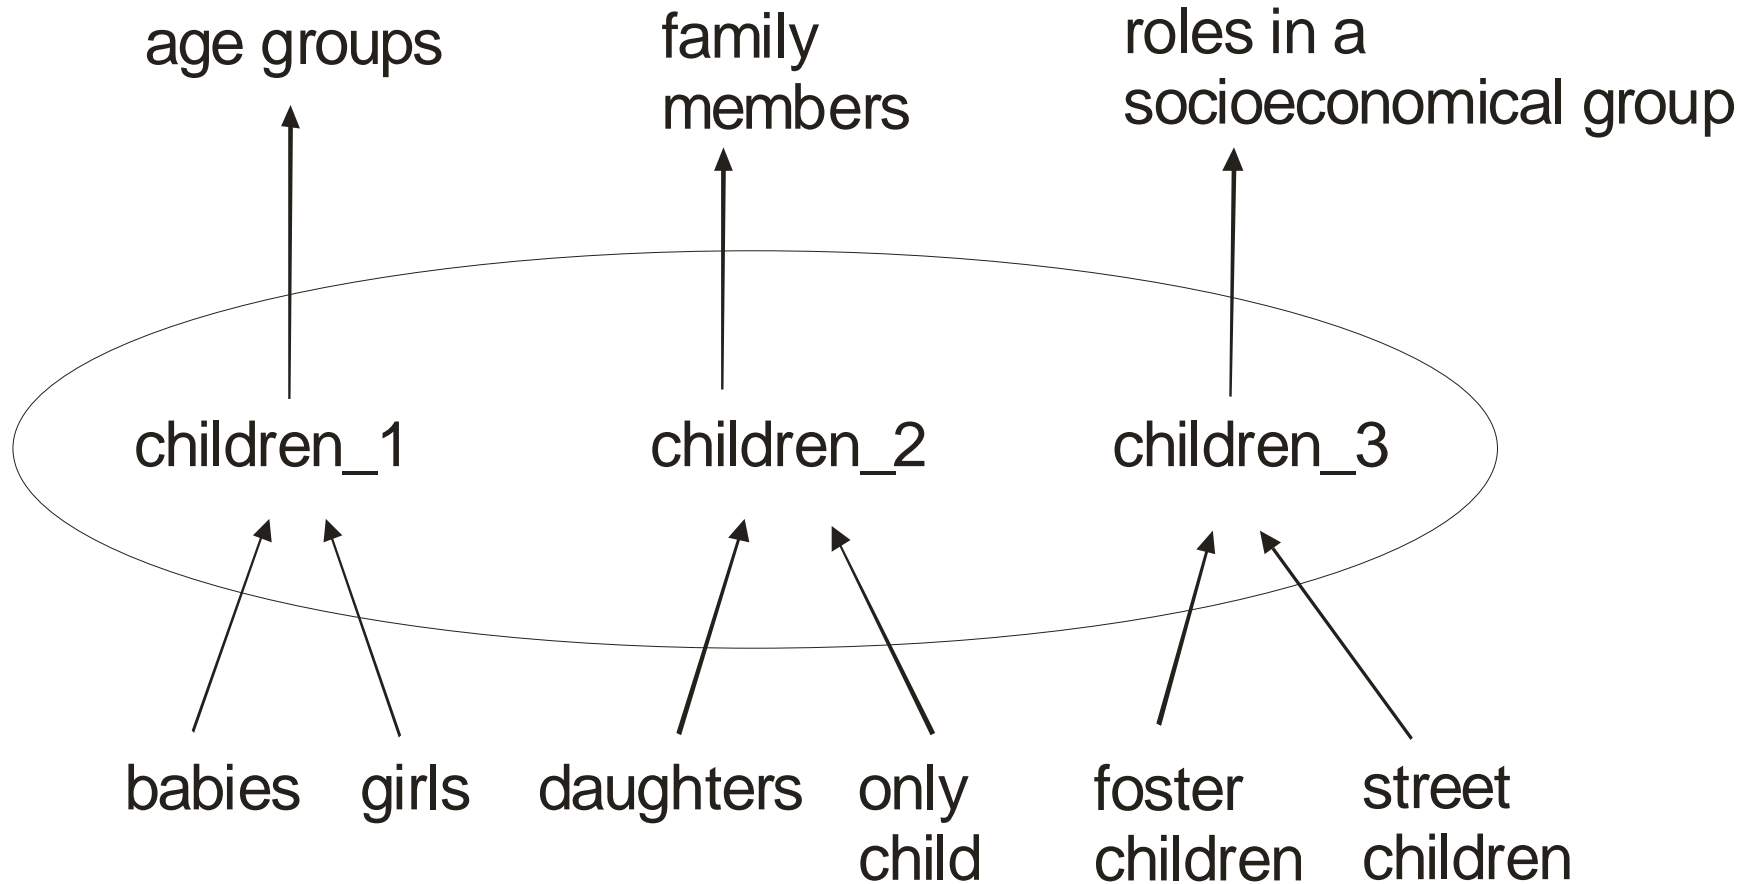 age groups
family
members
roles in a
socioeconomical group
children_1
children_2
children_3
babies
girls
daughters
only
child
foster
children
street
children